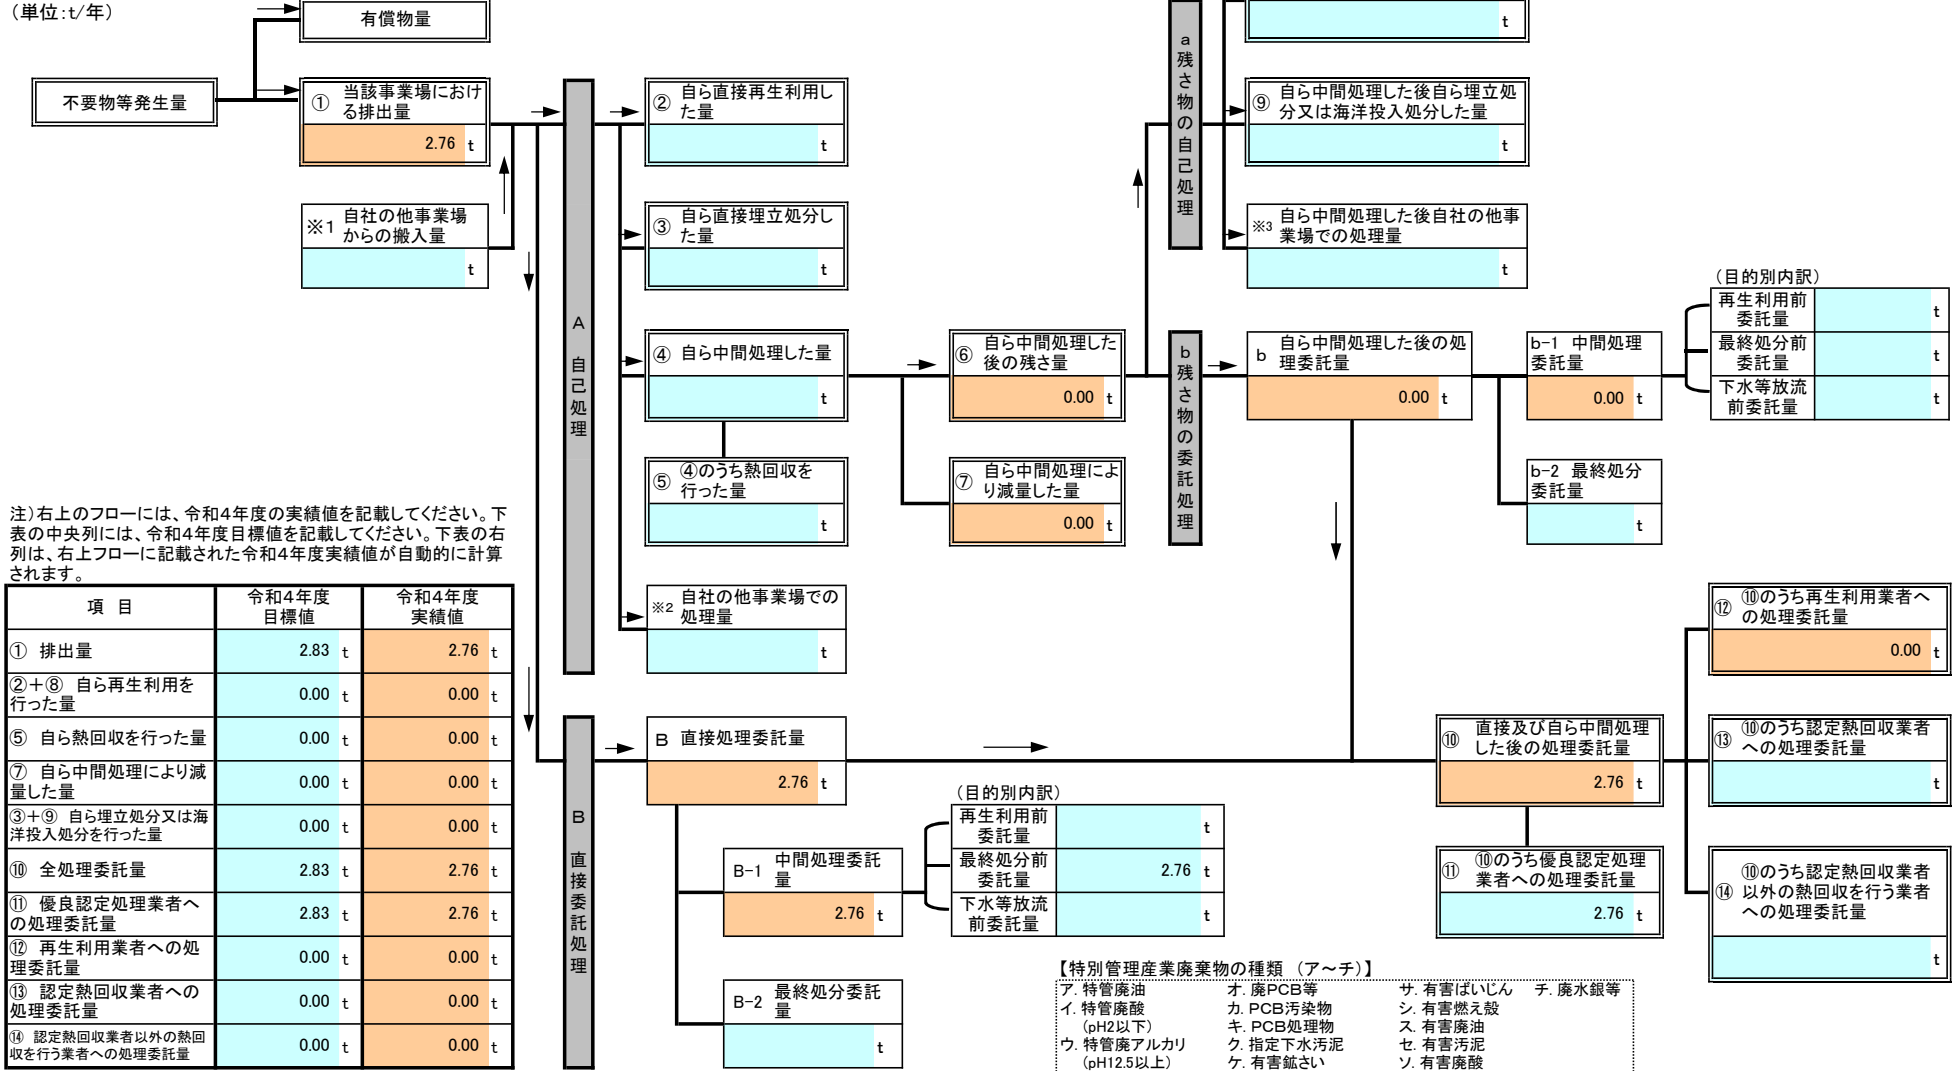 (単位:t/年)
有償物量
不要物等発生量
① 当該事業場におけ
る排出量
2.76 t
※1 自社の他事業場
からの搬入量
t
A 自己処理
② 自ら直接再生利用し
た量
t
③ 自ら直接埋立処分し
た量
t
④ 自ら中間処理した量
t
⑤ ④のうち熱回収を
行った量
t
※2 自社の他事業場での
処理量
t
⑥ 自ら中間処理した
後の残さ量
0.00 t
⑦ 自ら中間処理によ
り減量した量
0.00 t
a 残さ物の自己処理
t
⑨ 自ら中間処理した後自ら埋立処
分又は海洋投入処分した量
t
※3 自ら中間処理した後自社の他事
業場での処理量
t
b 残さ物の委託処理
b 自ら中間処理した後の処
理委託量
0.00 t
b-1 中間処理
委託量
0.00 t
b-2 最終処分
委託量
t
(目的別内訳)
再生利用前
委託量
t
最終処分前
委託量
t
下水等放流
前委託量
t
注)右上のフローには、令和4年度の実績値を記載してください。下
表の中央列には、令和4年度目標値を記載してください。下表の右
列は、右上フローに記載された令和4年度実績値が自動的に計算
されます。
項 目 令和4年度 目標値 令和4年度 実績値
① 排出量 2.83 t 2.76 t
②+⑧ 自ら再生利用を
行った量 0.00 t 0.00 t
⑤ 自ら熱回収を行った量 0.00 t 0.00 t
⑦ 自ら中間処理により減
量した量 0.00 t 0.00 t
③+⑨ 自ら埋立処分又は海
洋投入処分を行った量 0.00 t 0.00 t
⑩ 全処理委託量 2.83 t 2.76 t
⑪ 優良認定処理業者へ
の処理委託量 2.83 t 2.76 t
⑫ 再生利用業者への処
理委託量 0.00 t 0.00 t
⑬ 認定熱回収業者への
処理委託量 0.00 t 0.00 t
⑭ 認定熱回収業者以外の熱回
収を行う業者への処理委託量 0.00 t 0.00 t
B 直接委託処理
B 直接処理委託量
2.76 t
B-1 中間処理委託
量
2.76 t
B-2 最終処分委託
量
t
(目的別内訳)
再生利用前
委託量
t
最終処分前
委託量
2.76 t
下水等放流
前委託量
t
⑩ 直接及び自ら中間処理
した後の処理委託量
2.76 t
⑪ ⑩のうち優良認定処理
業者への処理委託量
2.76 t
⑫ ⑩のうち再生利用業者へ
の処理委託量
0.00 t
⑬ ⑩のうち認定熱回収業者
への処理委託量
t
⑭ ⑩のうち認定熱回収業者
以外の熱回収を行う業者
への処理委託量
t
【特別管理産業廃棄物の種類 (ア~チ)】
ア. 特管廃油 オ. 廃PCB等 サ. 有害ばいじん チ. 廃水銀等
イ. 特管廃酸 カ. PCB汚染物 シ. 有害燃え殻
(pH2以下) キ. PCB処理物 ス. 有害廃油
ウ. 特管廃アルカリ ク. 指定下水汚泥 セ. 有害汚泥
(pH12.5以上) ケ. 有害鉱さい ソ. 有害廃酸